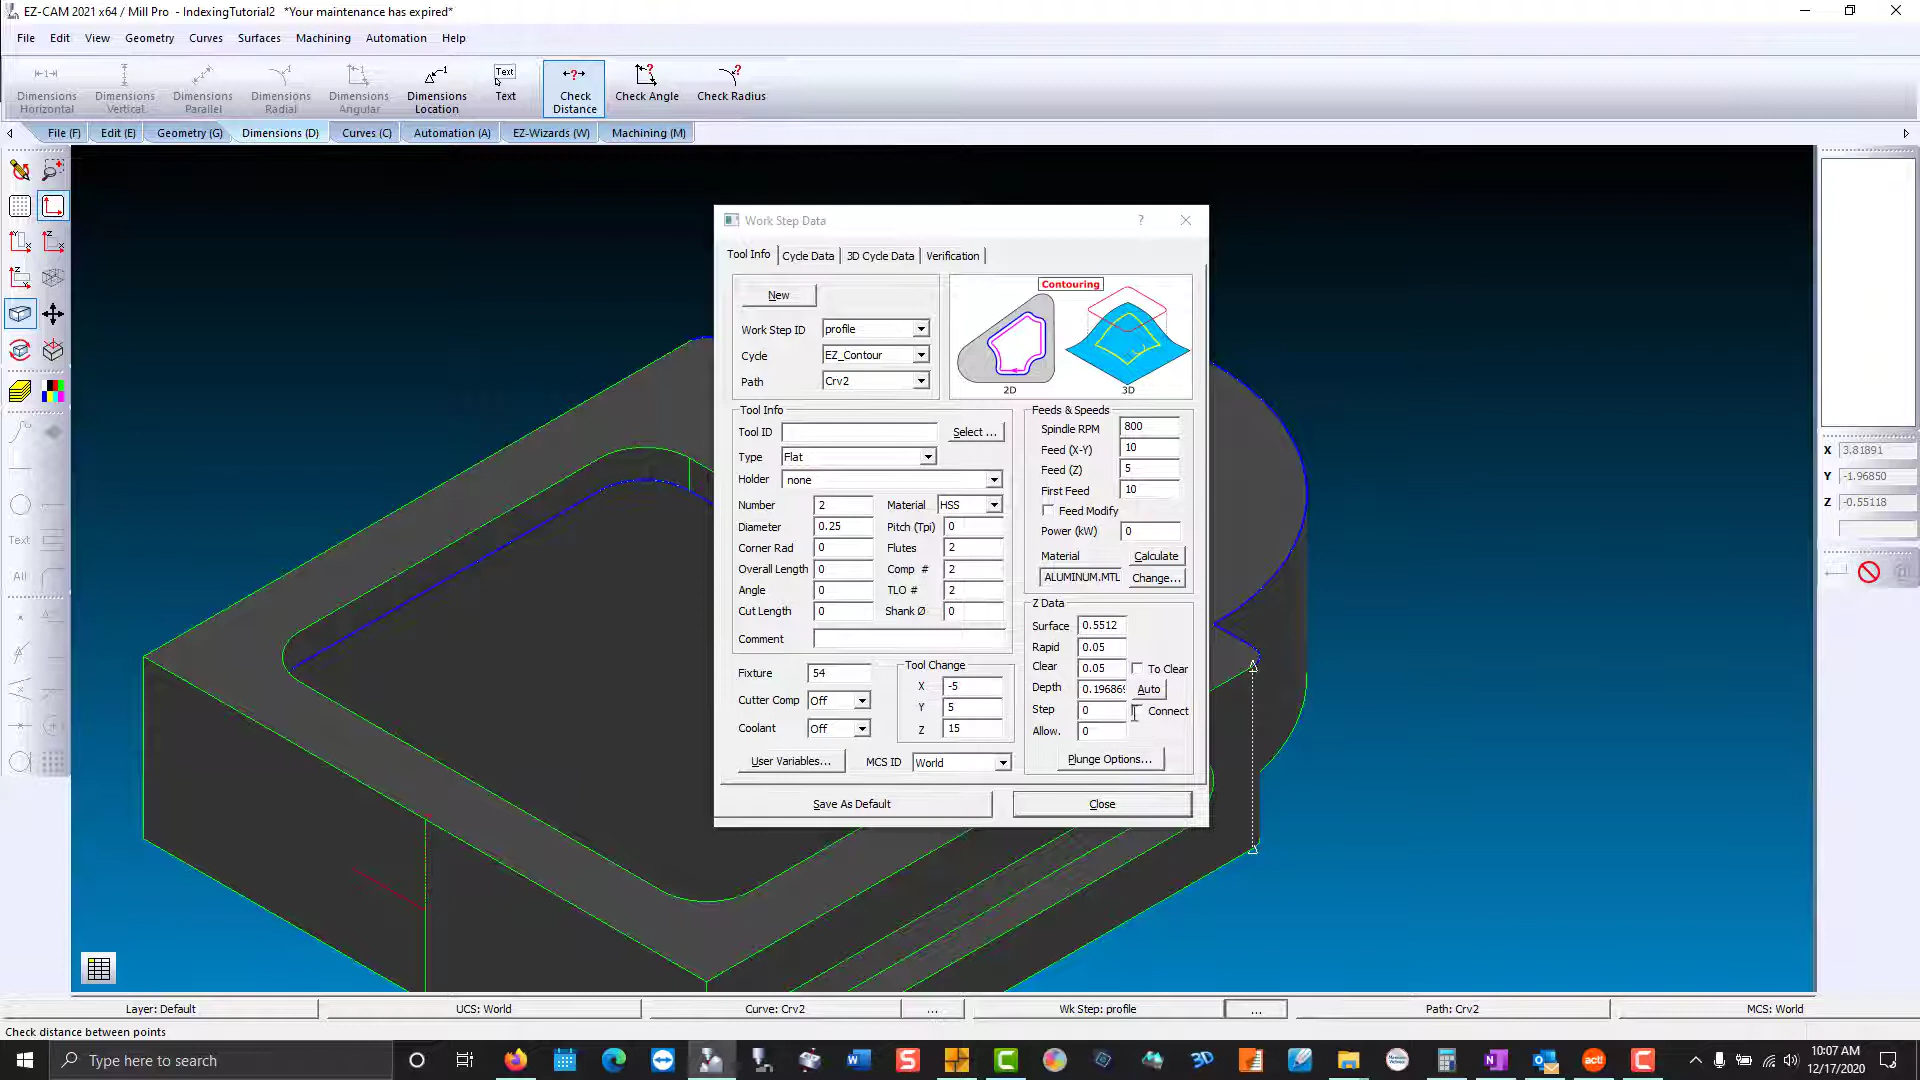 EZ-CAM 2021 x64 / Mill Pro - IndexingTutorial2 *Your maintenance has expired*
File Edit View Geometry Curves Surfaces Machining Automation Help
Dimensions Horizontal
Dimensions Vertical
Dimensions Parallel
Dimensions Radial
Dimensions Angular
Dimensions Location
Text
Text
Check Distance
Check Angle
Check Radius
File (F) Edit (E) Geometry (G) Dimensions (D) Curves (C) Automation (A) EZ-Wizards (W) Machining (M)
Text
All
Work Step Data ?
Tool Info Cycle Data 3D Cycle Data Verification
New
Work Step ID profile
Cycle EZ_Contour
Path Crv2
Contouring
2D 3D
Tool Info
Tool ID Select ...
Type Flat
Holder none
Number 2 Material HSS
Diameter 0.25 Pitch (Tpi) 0
Corner Rad 0 Flutes 2
Overall Length 0 Comp # 2
Angle 0 TLO # 2
Cut Length 0 Shank Ø 0
Comment
Feeds & Speeds
Spindle RPM 800
Feed (X-Y) 10
Feed (Z) 5
First Feed 10
Feed Modify
Power (kW) 0
Material Calculate
ALUMINUM.MTL Change...
Z Data
Surface 0.5512
Rapid 0.05
Clear 0.05 To Clear
Depth 0.19686 Auto
Step 0 Connect
Allow. 0
Plunge Options...
Fixture 54
Cutter Comp Off
Coolant Off
Tool Change
X -5
Y 5
Z 15
User Variables... MCS ID World
Save As Default Close
X 3.81891
Y -1.96850
Z -0.55118
Layer: Default UCS: World Curve: Crv2 ... Wk Step: profile ... Path: Crv2 MCS: World
Check distance between points
Type here to search
10:07 AM
12/17/2020